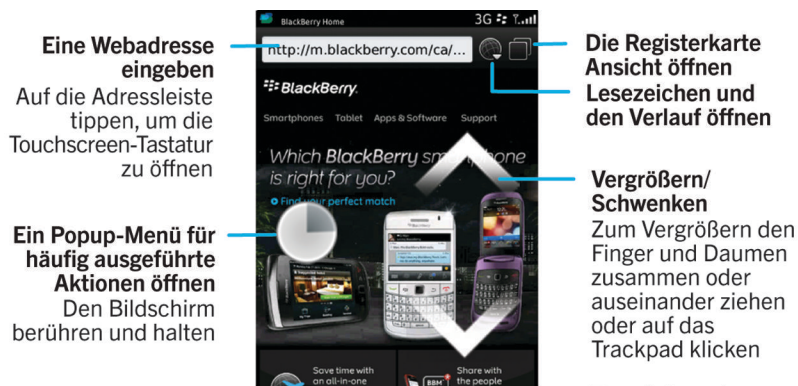 BlackBerry Home
3G
http://m.blackberry.com/ca/...
Eine Webadresse
eingeben
Auf die Adressleiste
tippen, um die
Touchscreen-Tastatur
zu öffnen
Die Registerkarte
Ansicht öffnen
Lesezeichen und
den Verlauf öffnen
BlackBerry
Smartphones Tablet Apps & Software Support
Which BlackBerry smartphone
is right for you?
Find your perfect match
Vergrößern/
Schwenken
Zum Vergrößern den
Finger und Daumen
zusammen oder
auseinander ziehen
oder auf das
Trackpad klicken
Ein Popup-Menü für
häufig ausgeführte
Aktionen öffnen
Den Bildschirm
berühren und halten
Save time with
an all-in-one
BBM
Share with
the people